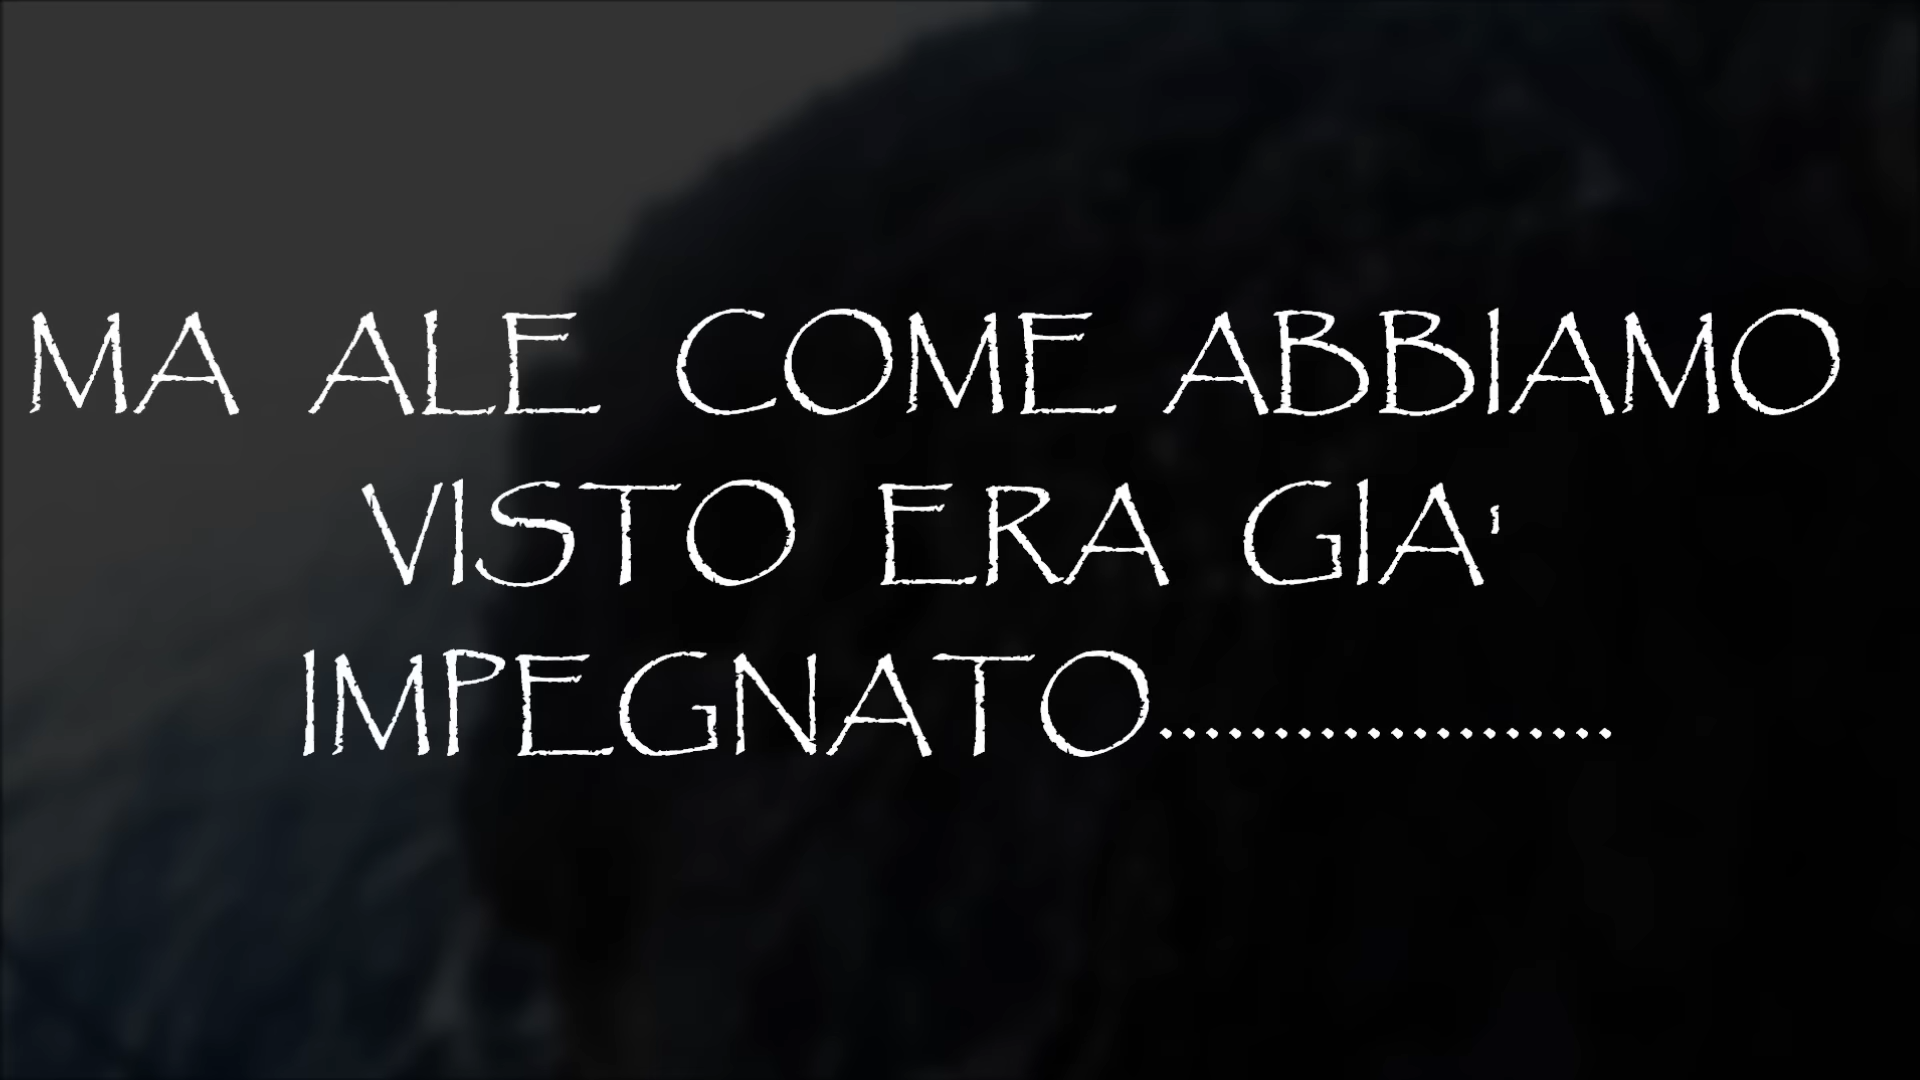 MA ALE COME ABBIAMO
VISTO ERA GIA'
IMPEGNATO....................